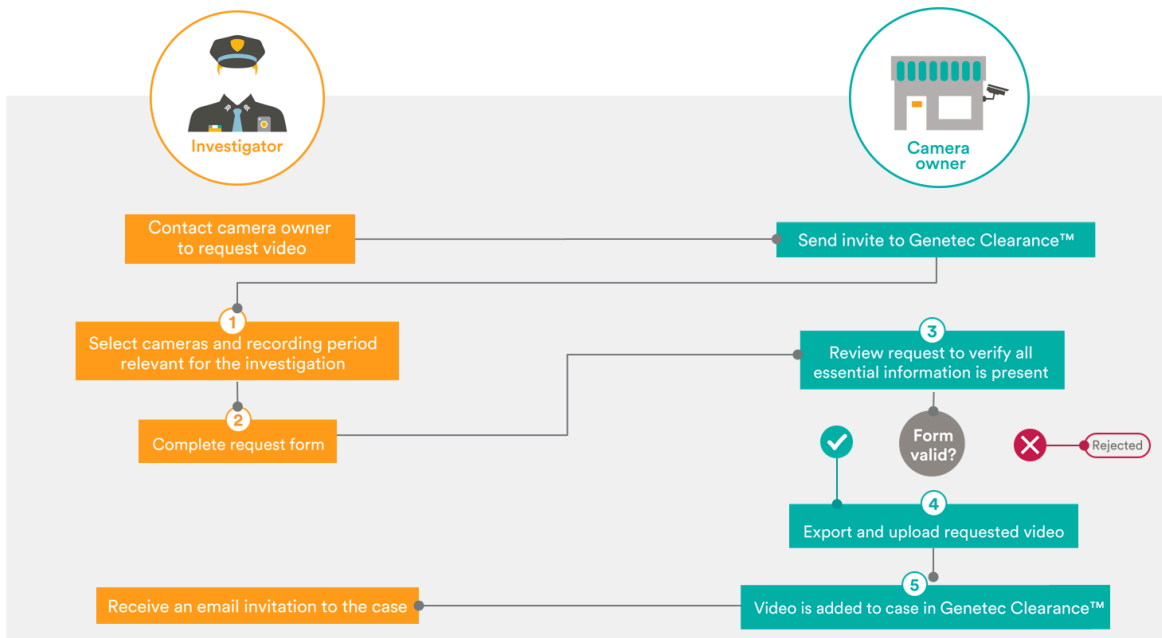 Investigator
Camera
owner
Contact camera owner
to request video
Send invite to Genetec Clearance™
1
Select cameras and recording period
relevant for the investigation
2
Complete request form
3
Review request to verify all
essential information is present
Form
valid?
Rejected
4
Export and upload requested video
5
Video is added to case in Genetec Clearance™
Receive an email invitation to the case